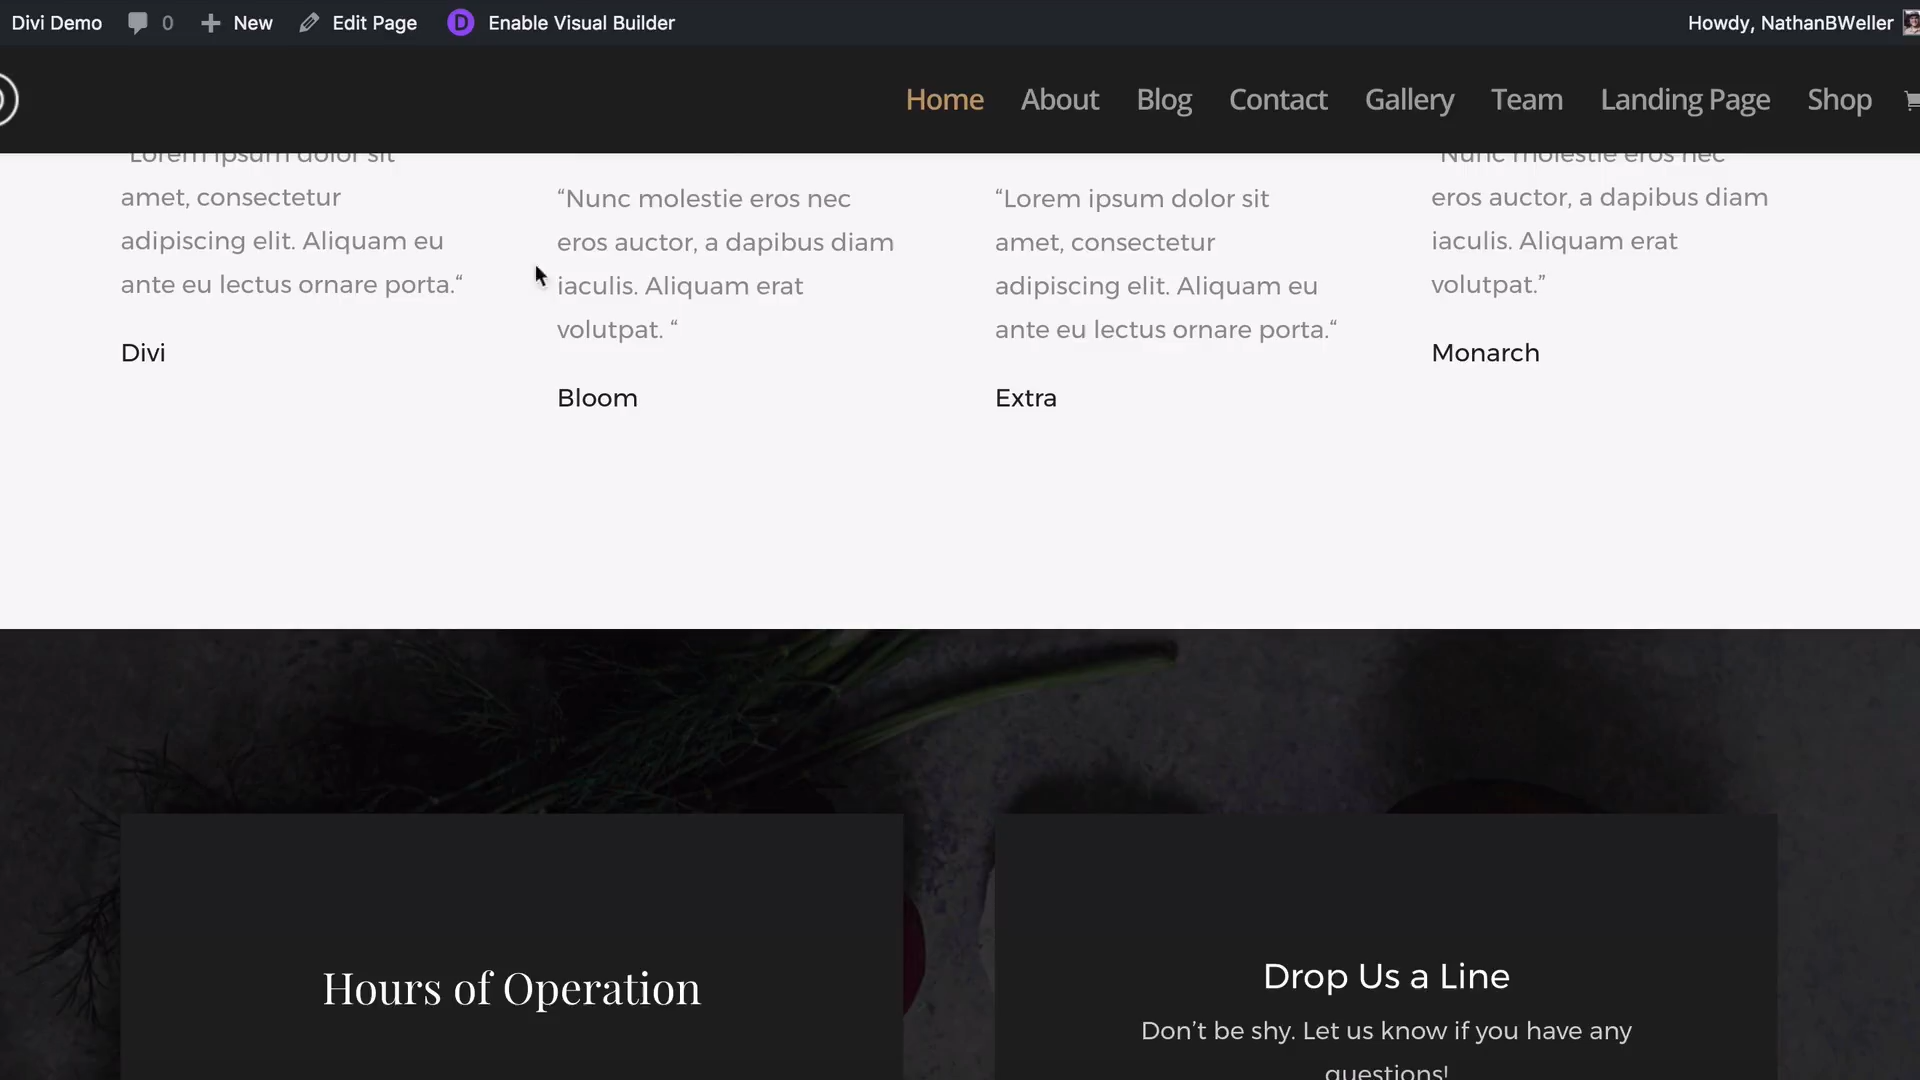 Divi Demo 0 New Edit Page D Enable Visual Builder Howdy, NathanBWeller
Home About Blog Contact Gallery Team Landing Page Shop
“Lorem ipsum dolor sit
amet, consectetur
adipiscing elit. Aliquam eu
ante eu lectus ornare porta.“
Divi
“Nunc molestie eros nec
eros auctor, a dapibus diam
iaculis. Aliquam erat
volutpat. “
Bloom
“Lorem ipsum dolor sit
amet, consectetur
adipiscing elit. Aliquam eu
ante eu lectus ornare porta.“
Extra
“Nunc molestie eros nec
eros auctor, a dapibus diam
iaculis. Aliquam erat
volutpat.”
Monarch
Hours of Operation
Drop Us a Line
Don’t be shy. Let us know if you have any
questions!